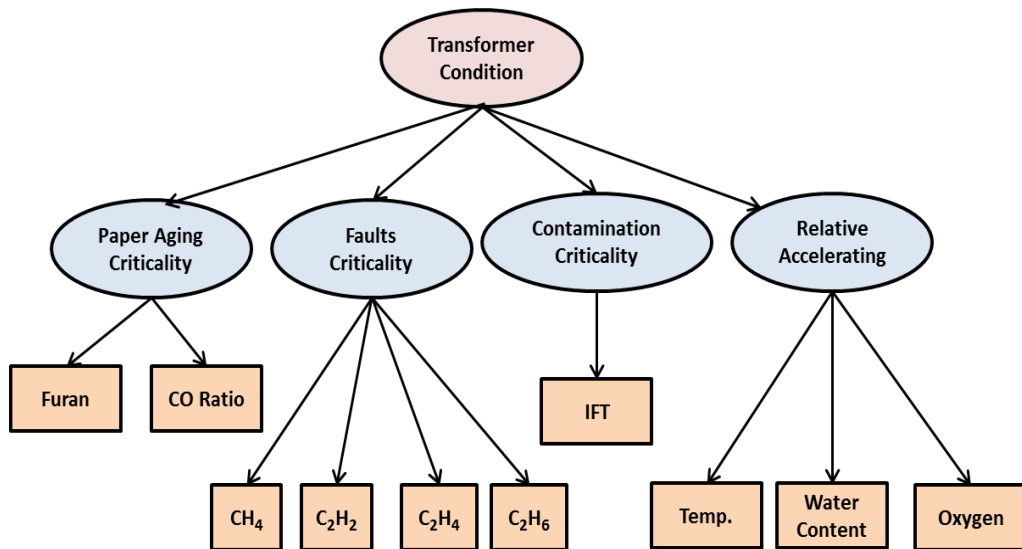 Transformer
Condition
Paper Aging
Criticality
Faults
Criticality
Contamination
Criticality
Relative
Accelerating
Furan
CO Ratio
IFT
CH₄
C₂H₂
C₂H₄
C₂H₆
Temp.
Water
Content
Oxygen